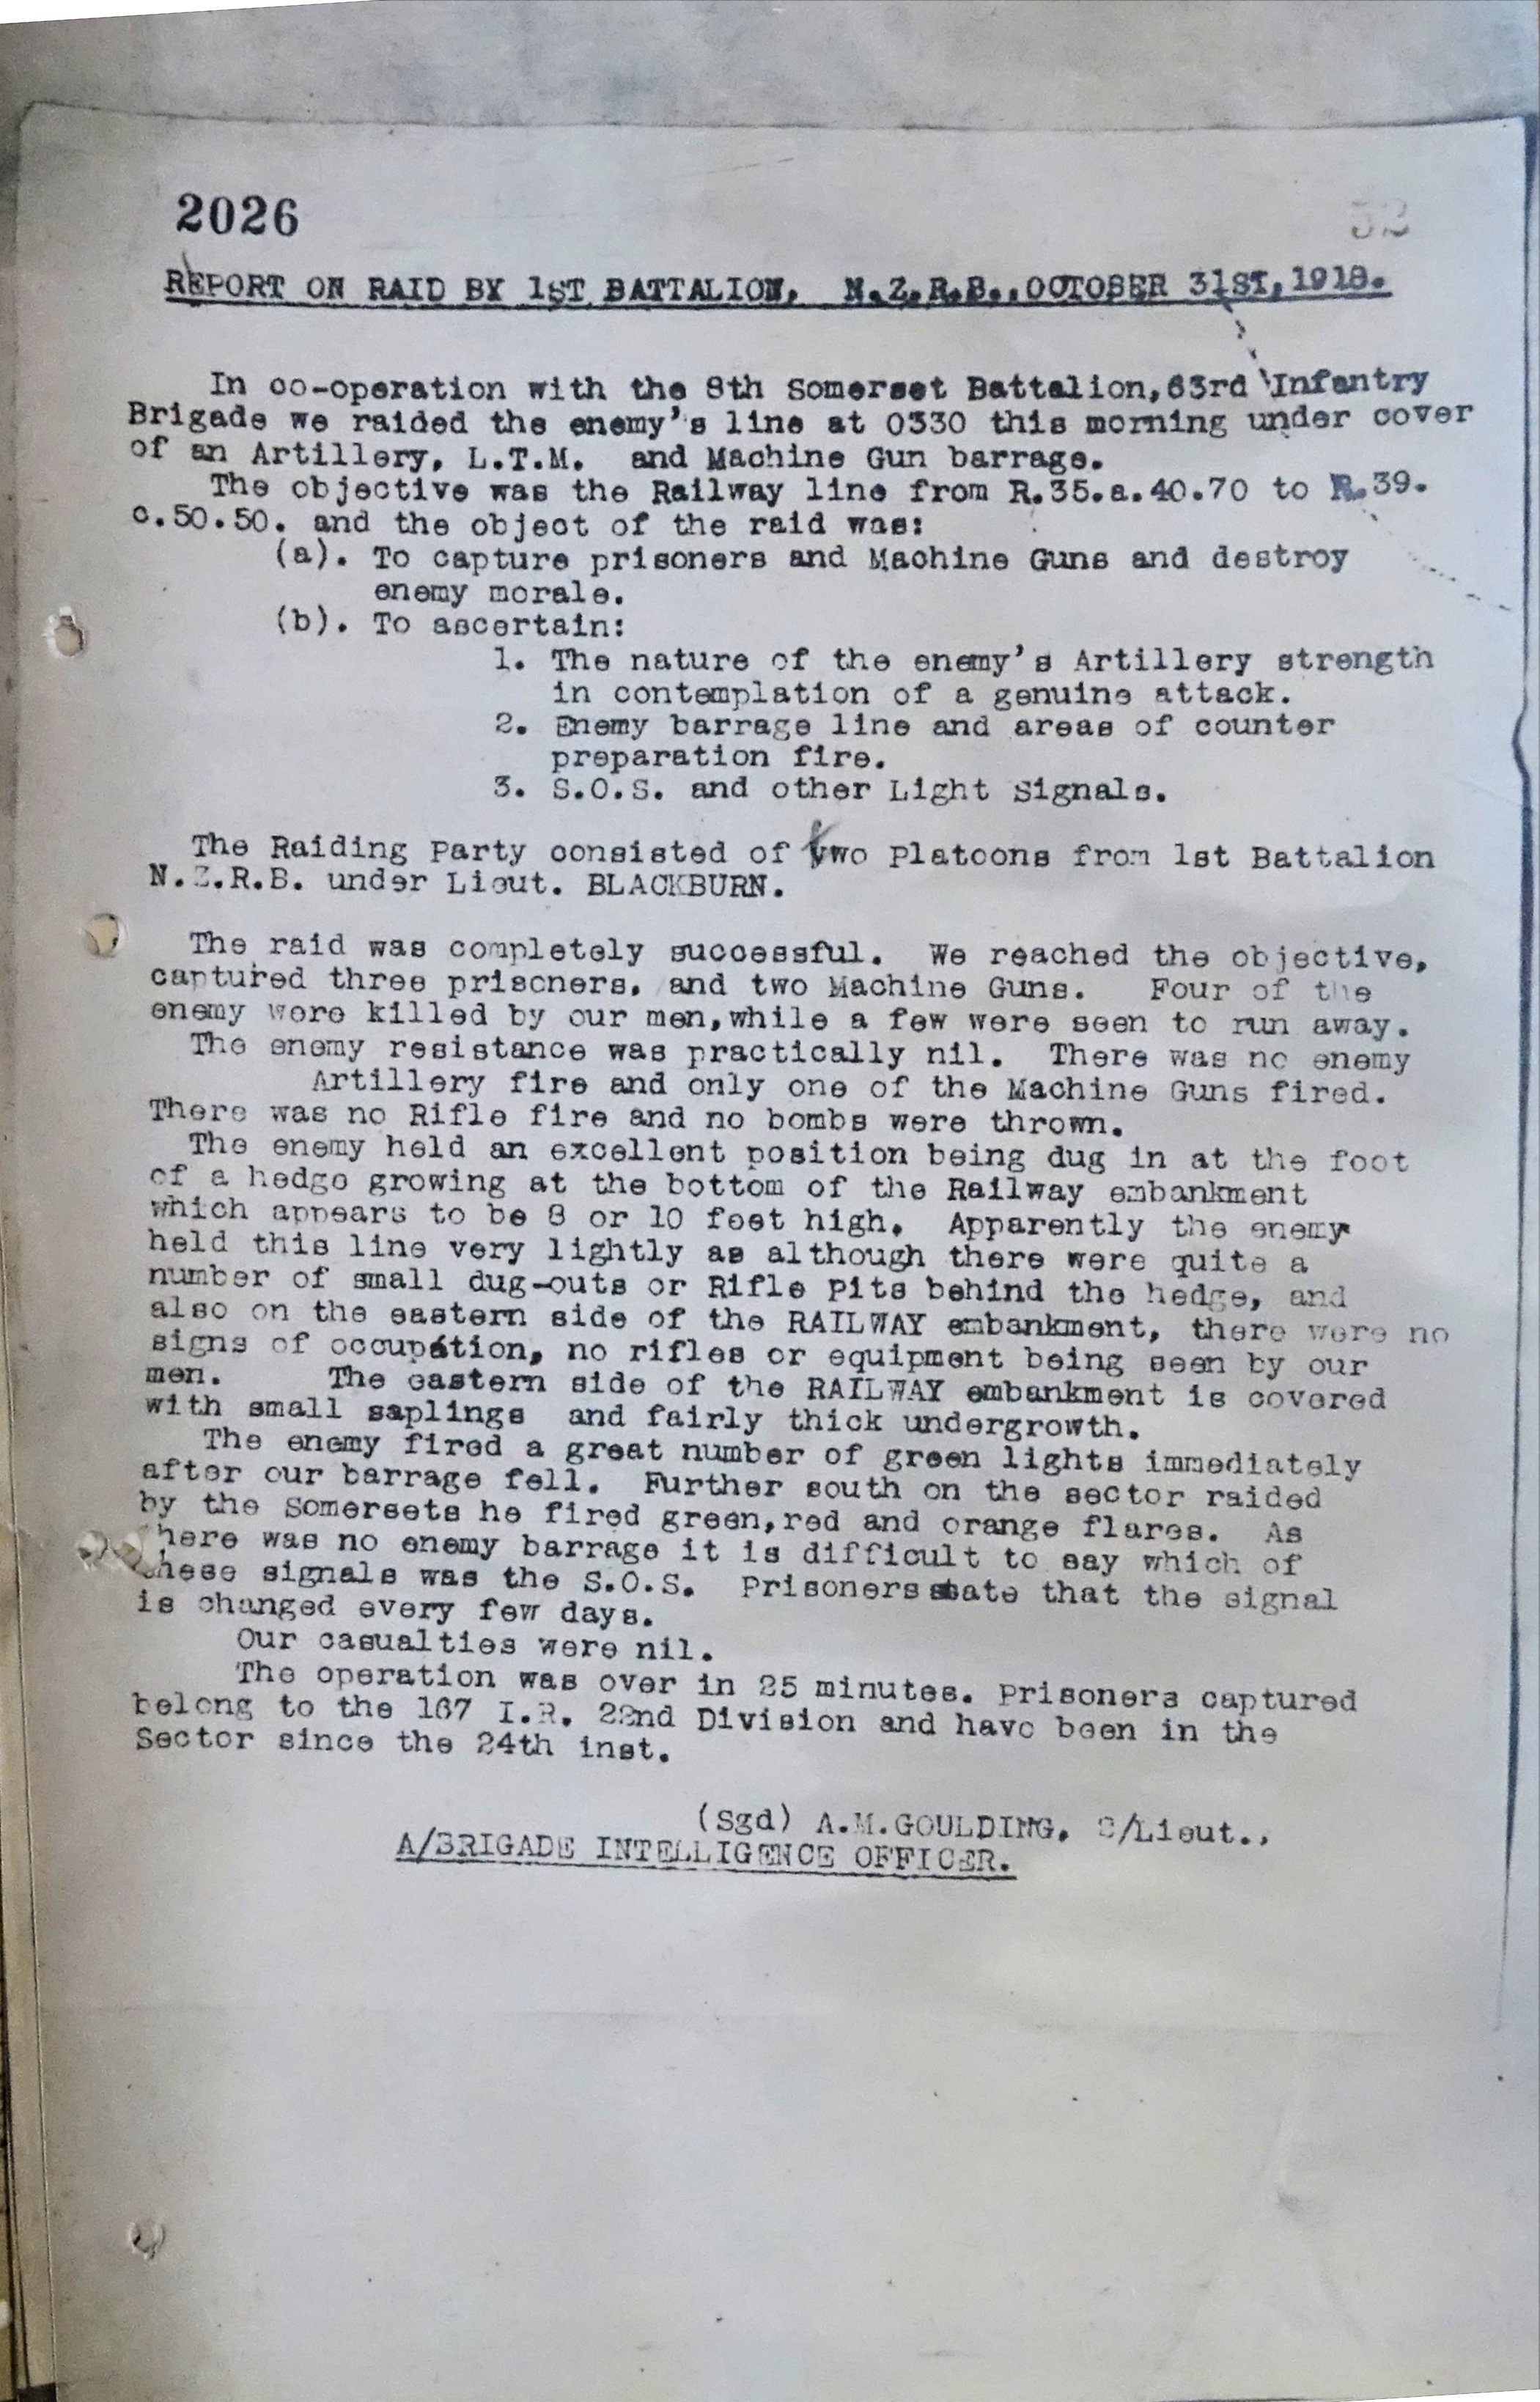 2026
52
REPORT ON RAID BY 1ST BATTALION, N.Z.R.B.,OCTOBER 31ST,1918.
In co-operation with the 8th Somerset Battalion,63rd Infantry
Brigade we raided the enemy's line at 0330 this morning under cover
of an Artillery, L.T.M. and Machine Gun barrage.
The objective was the Railway line from R.35.a.40.70 to R.39.
c.50.50. and the object of the raid was:
(a). To capture prisoners and Machine Guns and destroy
enemy morale.
(b). To ascertain:
1. The nature of the enemy's Artillery strength
in contemplation of a genuine attack.
2. Enemy barrage line and areas of counter
preparation fire.
3. S.O.S. and other Light Signals.
The Raiding Party consisted of two Platoons from 1st Battalion
N.Z.R.B. under Lieut. BLACKBURN.
The raid was completely successful. We reached the objective,
captured three prisoners, and two Machine Guns. Four of the
enemy were killed by our men,while a few were seen to run away.
The enemy resistance was practically nil. There was no enemy
Artillery fire and only one of the Machine Guns fired.
There was no Rifle fire and no bombs were thrown.
The enemy held an excellent position being dug in at the foot
of a hedge growing at the bottom of the Railway embankment
which appears to be 8 or 10 feet high. Apparently the enemy
held this line very lightly as although there were quite a
number of small dug-outs or Rifle Pits behind the hedge, and
also on the eastern side of the RAILWAY embankment, there were no
signs of occupation, no rifles or equipment being seen by our
men. The eastern side of the RAILWAY embankment is covered
with small saplings and fairly thick undergrowth.
The enemy fired a great number of green lights immediately
after our barrage fell. Further south on the sector raided
by the Somersets he fired green,red and orange flares. As
there was no enemy barrage it is difficult to say which of
these signals was the S.O.S. Prisoners state that the signal
is changed every few days.
Our casualties were nil.
The operation was over in 25 minutes. Prisoners captured
belong to the 167 I.R. 22nd Division and have been in the
Sector since the 24th inst.
(Sgd) A.M.GOULDING. 2/Lieut.,
A/BRIGADE INTELLIGENCE OFFICER.